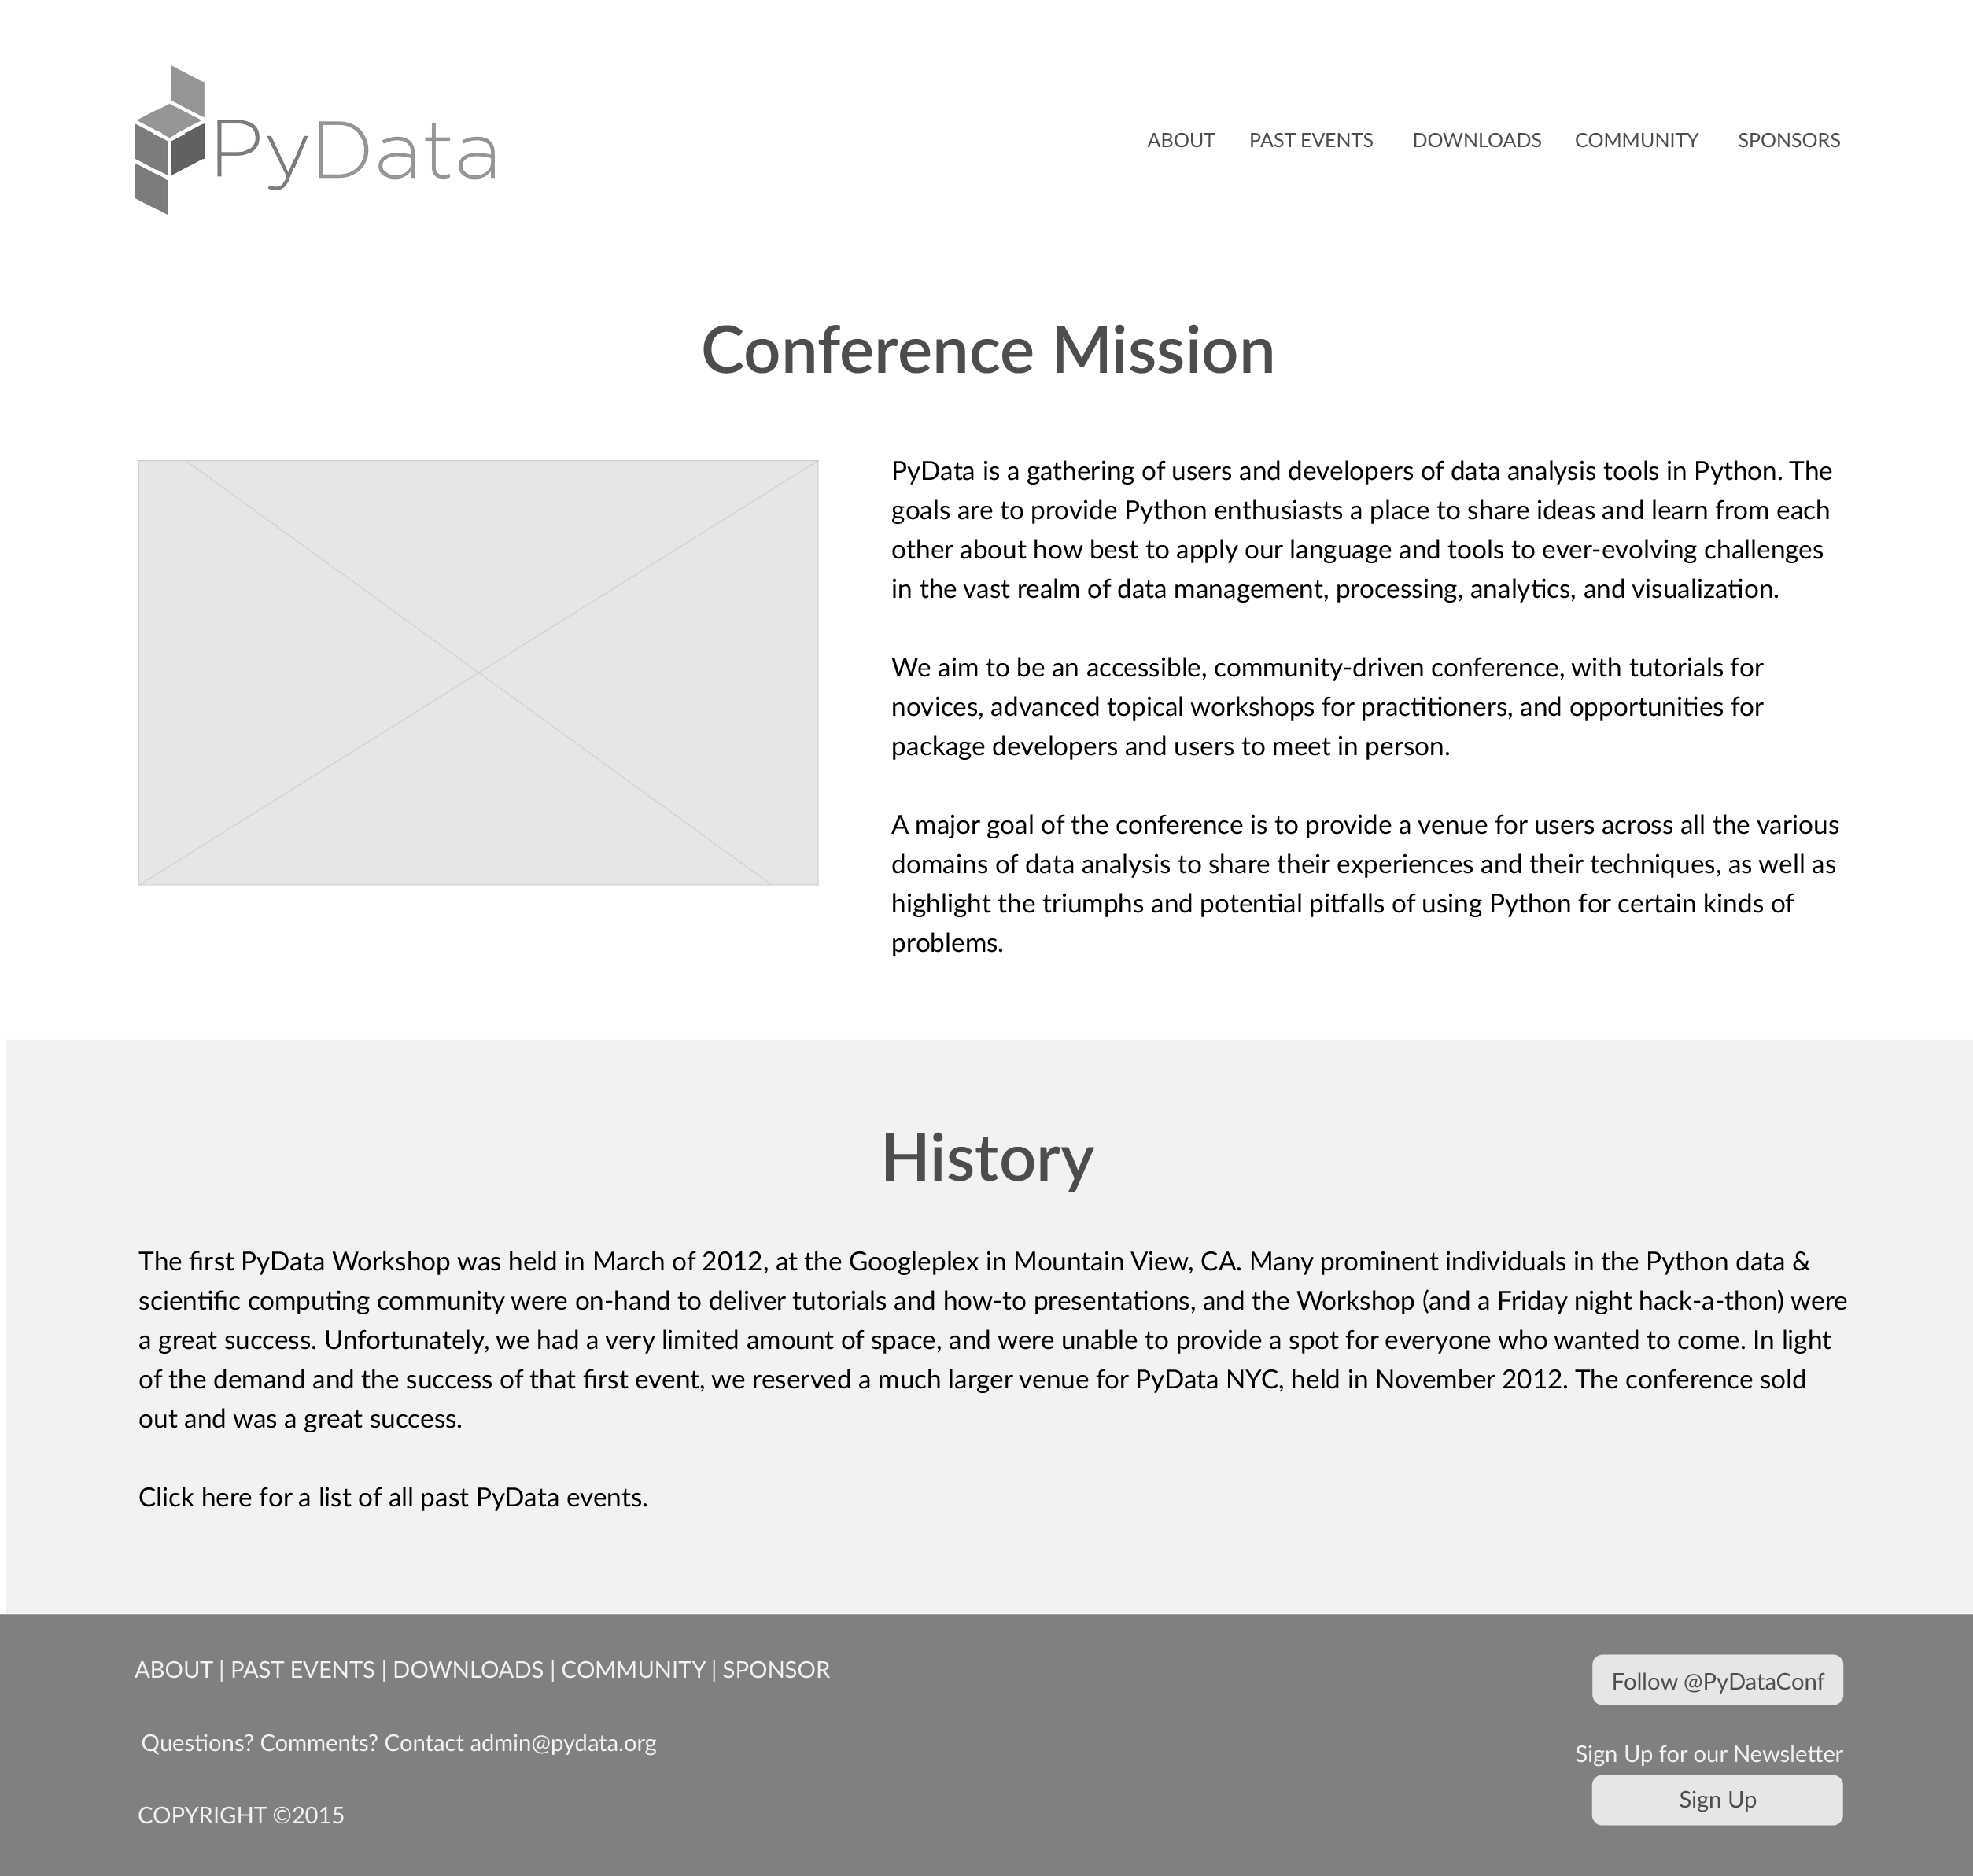 PyData
ABOUT PAST EVENTS DOWNLOADS COMMUNITY SPONSORS
Conference Mission
PyData is a gathering of users and developers of data analysis tools in Python. The
goals are to provide Python enthusiasts a place to share ideas and learn from each
other about how best to apply our language and tools to ever-evolving challenges
in the vast realm of data management, processing, analytics, and visualization.
We aim to be an accessible, community-driven conference, with tutorials for
novices, advanced topical workshops for practitioners, and opportunities for
package developers and users to meet in person.
A major goal of the conference is to provide a venue for users across all the various
domains of data analysis to share their experiences and their techniques, as well as
highlight the triumphs and potential pitfalls of using Python for certain kinds of
problems.
History
The first PyData Workshop was held in March of 2012, at the Googleplex in Mountain View, CA. Many prominent individuals in the Python data &
scientific computing community were on-hand to deliver tutorials and how-to presentations, and the Workshop (and a Friday night hack-a-thon) were
a great success. Unfortunately, we had a very limited amount of space, and were unable to provide a spot for everyone who wanted to come. In light
of the demand and the success of that first event, we reserved a much larger venue for PyData NYC, held in November 2012. The conference sold
out and was a great success.
Click here for a list of all past PyData events.
ABOUT | PAST EVENTS | DOWNLOADS | COMMUNITY | SPONSOR
Questions? Comments? Contact admin@pydata.org
COPYRIGHT ©2015
Follow @PyDataConf
Sign Up for our Newsletter
Sign Up